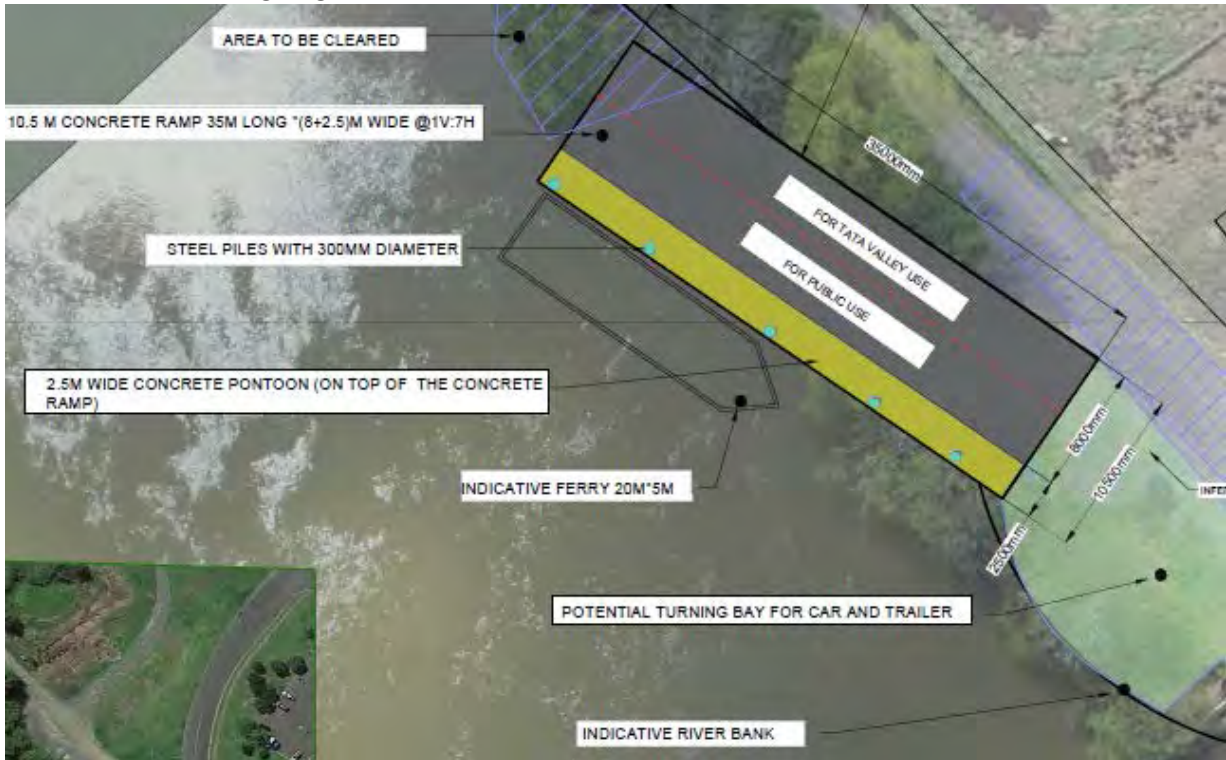 AREA TO BE CLEARED
10.5 M CONCRETE RAMP 35M LONG *(8+2.5)M WIDE @1V:7H
35000mm
FOR TATA VALLEY USE
FOR PUBLIC USE
STEEL PILES WITH 300MM DIAMETER
2.5M WIDE CONCRETE PONTOON (ON TOP OF THE CONCRETE
RAMP)
8000mm
10,500mm
2500mm
INDICATIVE FERRY 20M*5M
POTENTIAL TURNING BAY FOR CAR AND TRAILER
INDICATIVE RIVER BANK